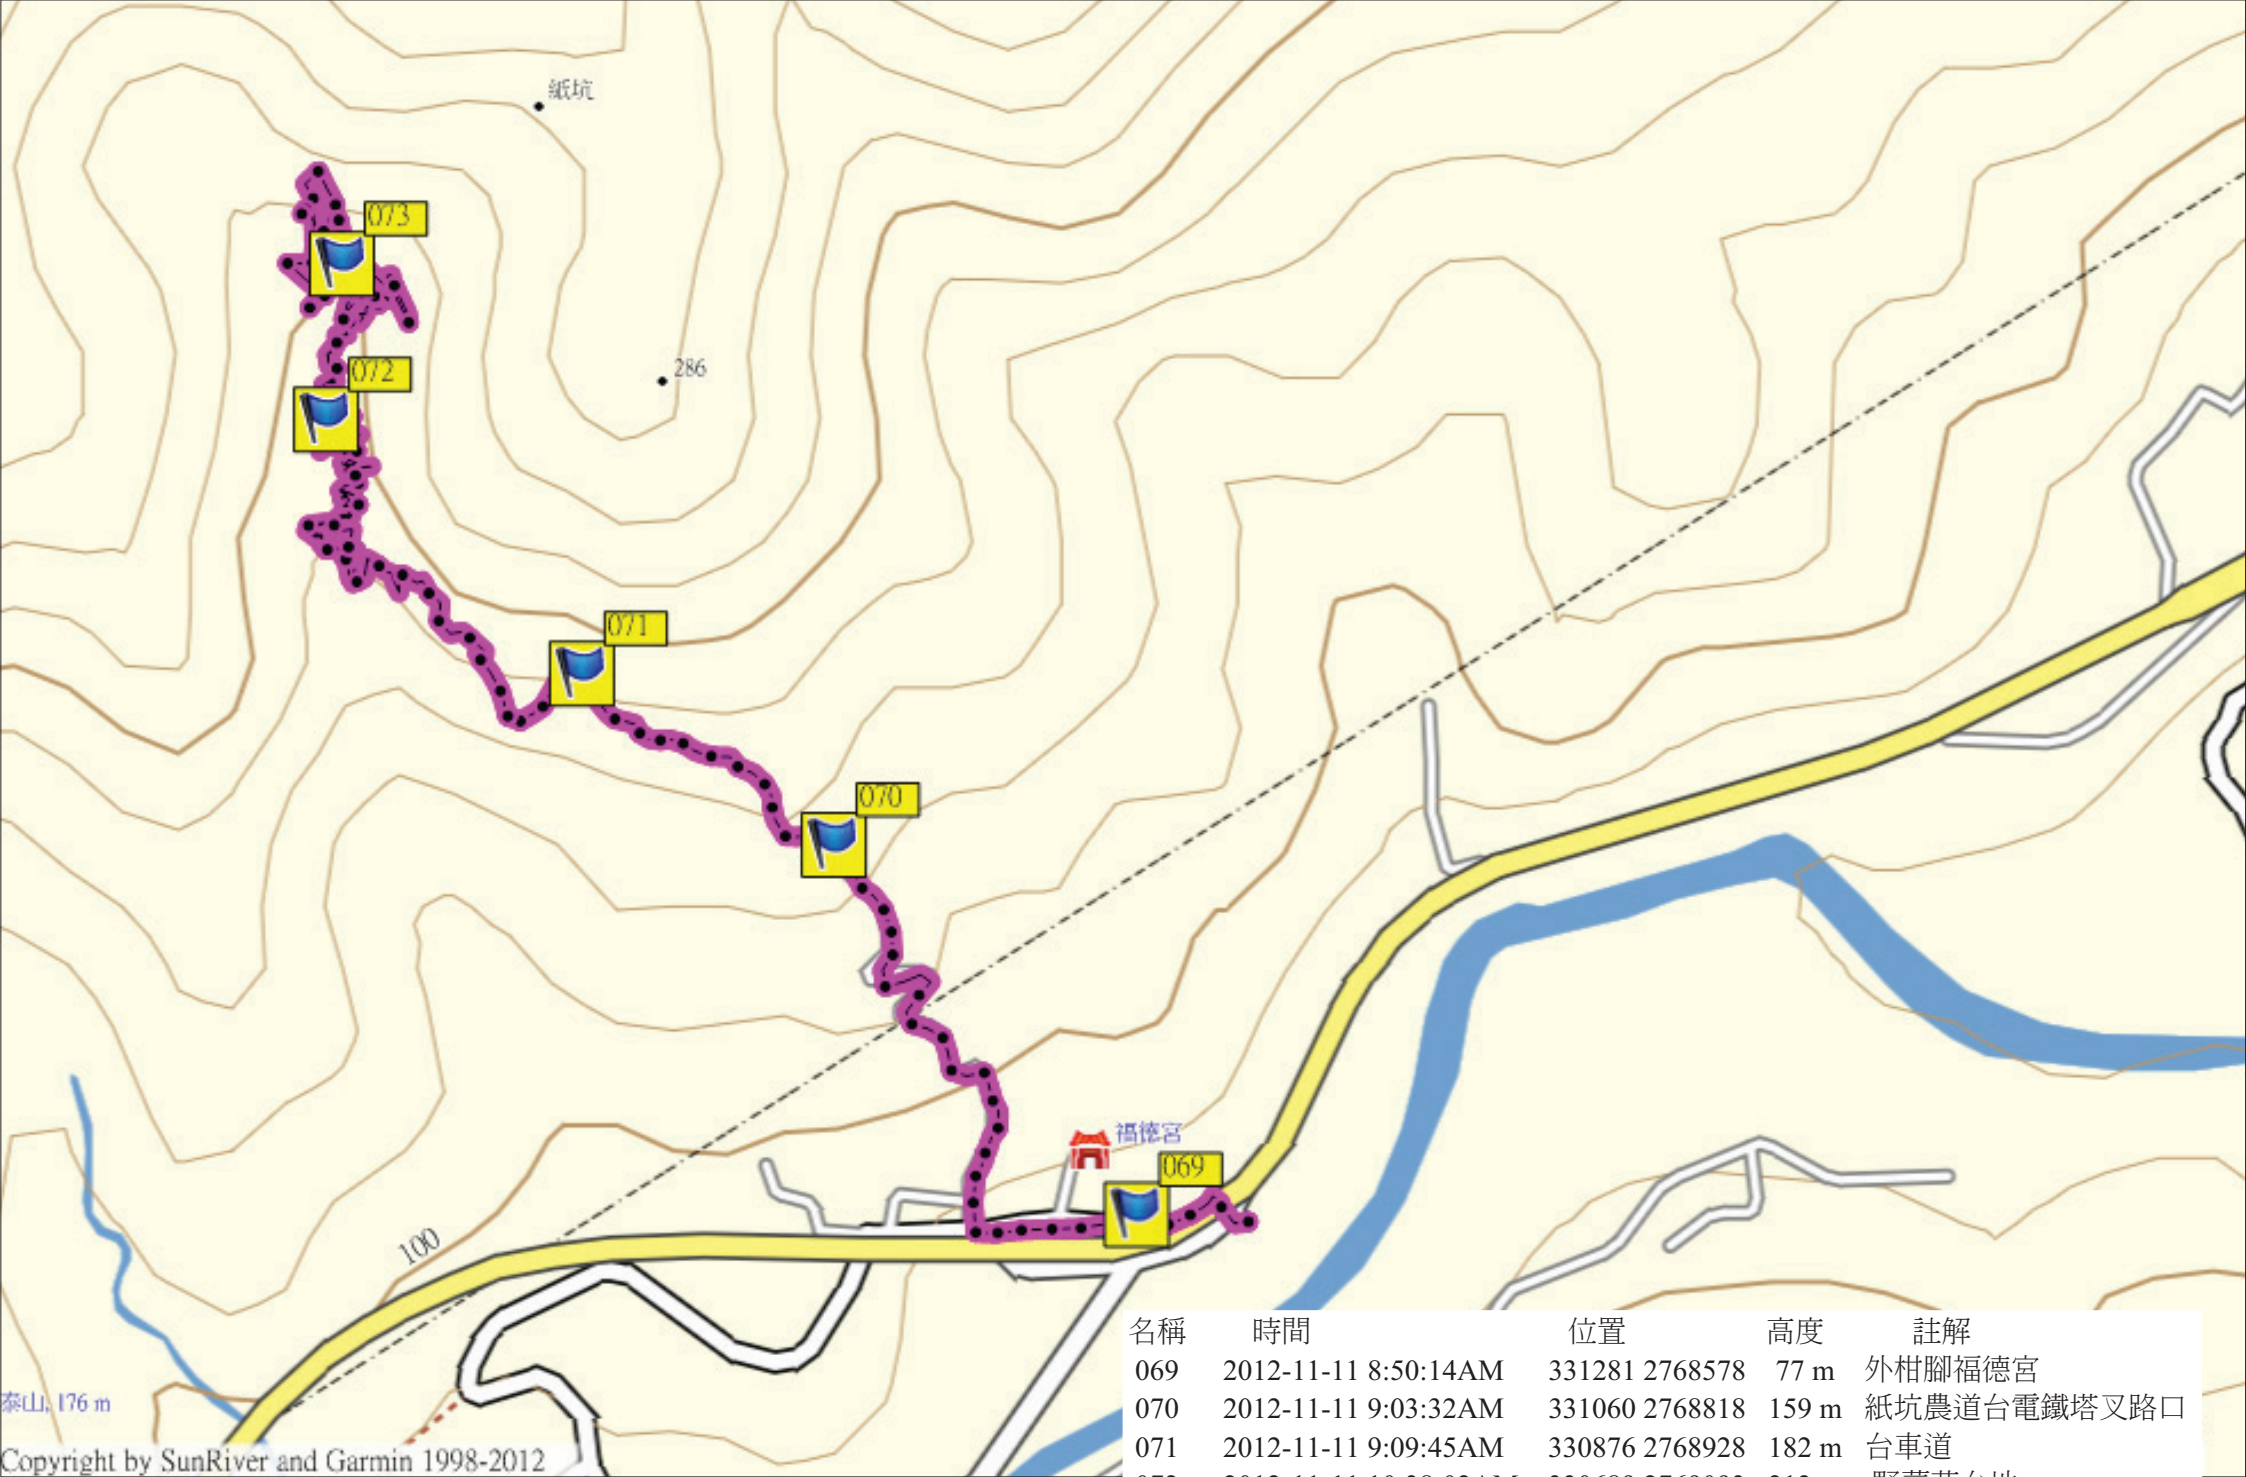 紙坑
073
286
072
071
070
福德宮
069
100
泰山, 176 m
Copyright by SunRiver and Garmin 1998-2012
名稱 時間 位置 高度 註解
069 2012-11-11 8:50:14AM 331281 2768578 77 m 外柑腳福德宮
070 2012-11-11 9:03:32AM 331060 2768818 159 m 紙坑農道台電鐵塔叉路口
071 2012-11-11 9:09:45AM 330876 2768928 182 m 台車道